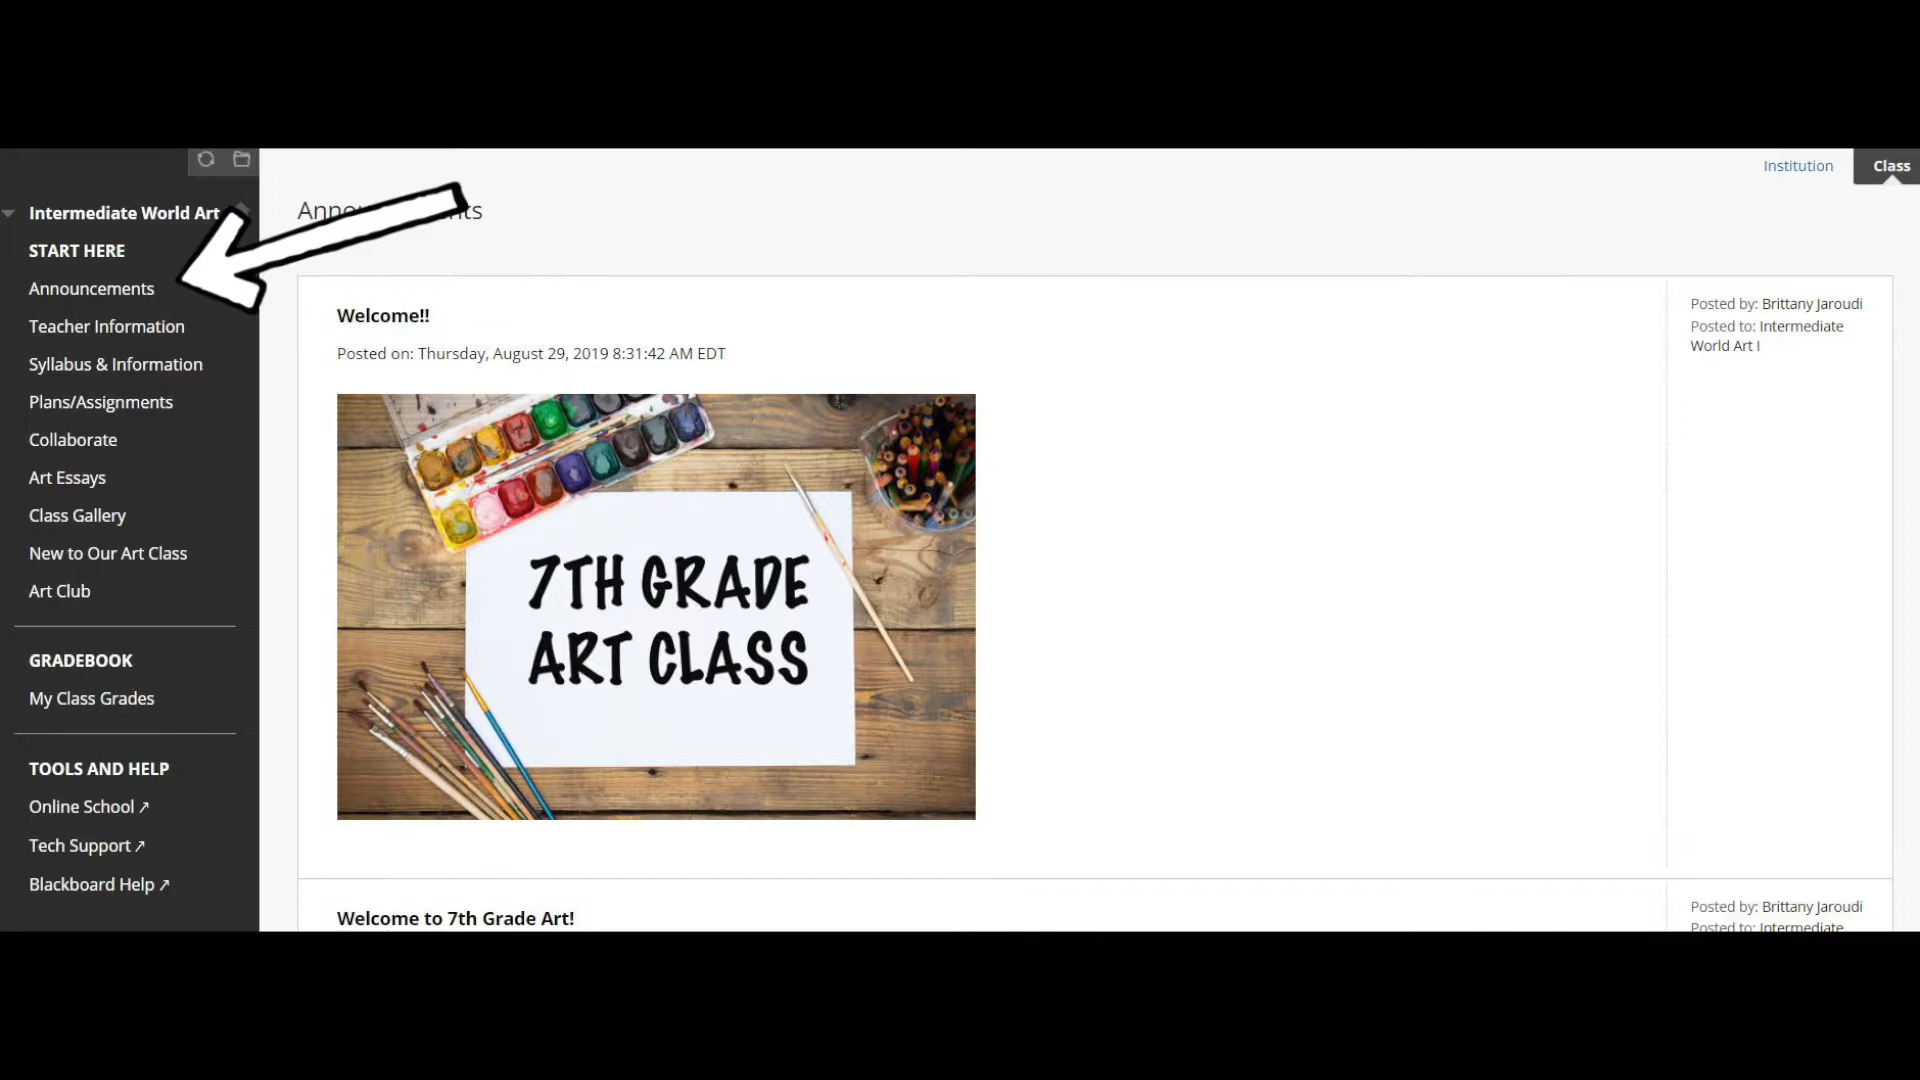 Institution
Class
Intermediate World Art
START HERE
Announcements
Teacher Information
Syllabus & Information
Plans/Assignments
Collaborate
Art Essays
Class Gallery
New to Our Art Class
Art Club
GRADEBOOK
My Class Grades
TOOLS AND HELP
Online School
Tech Support
Blackboard Help
Welcome!!
Posted on: Thursday, August 29, 2019 8:31:42 AM EDT
7TH GRADE
ART CLASS
Posted by: Brittany Jaroudi
Posted to: Intermediate
World Art I
Welcome to 7th Grade Art!
Posted by: Brittany Jaroudi
Posted to: Intermediate